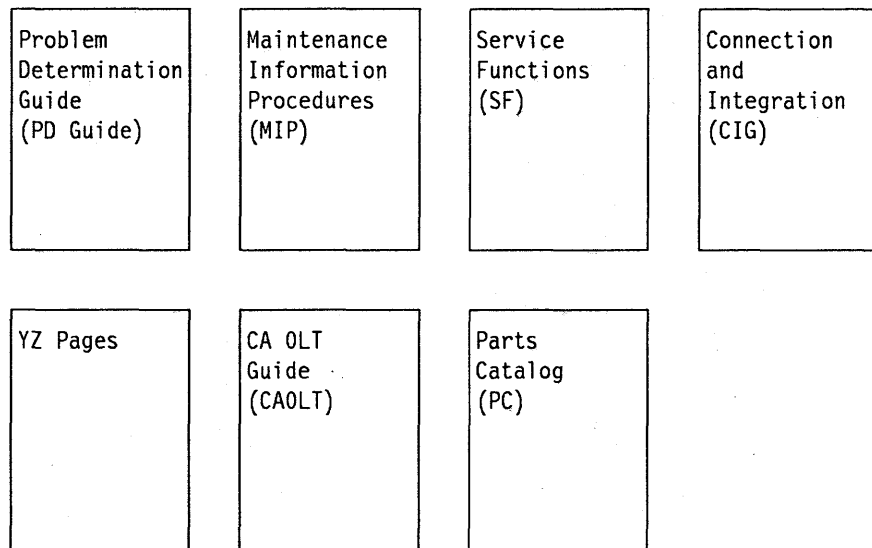 Problem
Determination
Guide
(PD Guide)
Maintenance
Information
Procedures
(MIP)
Service
Functions
(SF)
Connection
and
Integration
(CIG)
YZ Pages
CA OLT
Guide
(CAOLT)
Parts
Catalog
(PC)